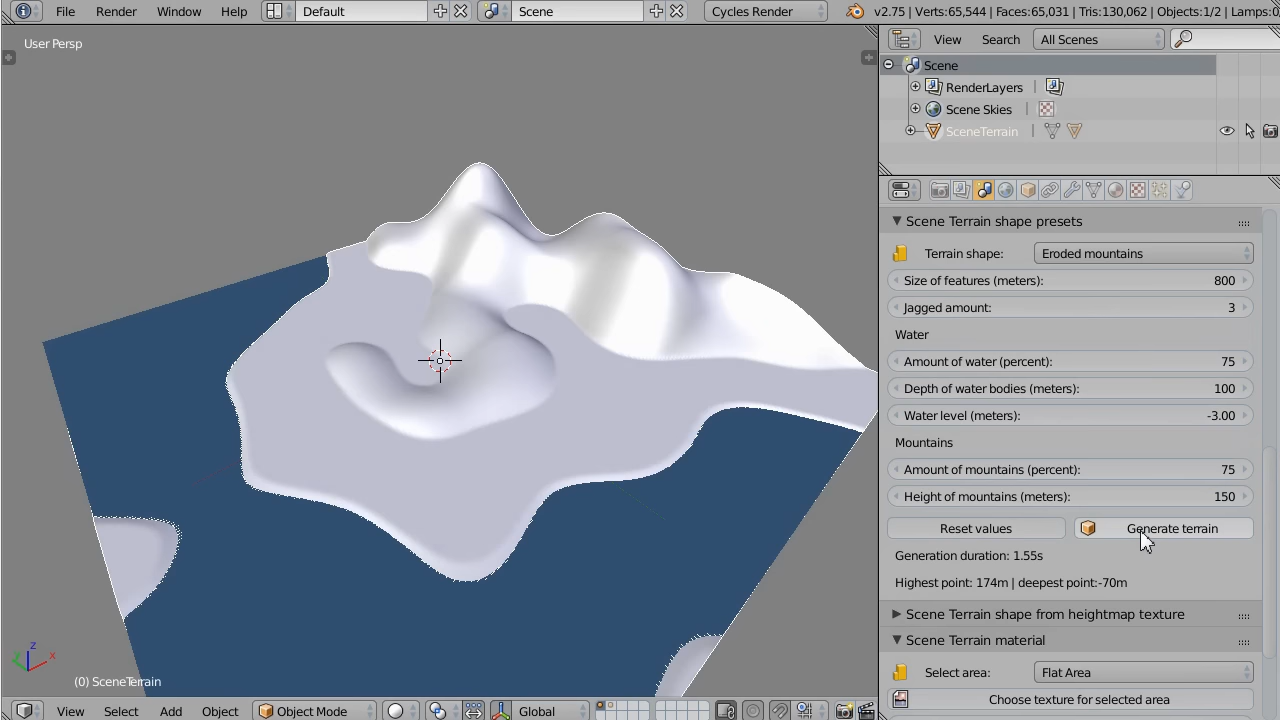 File Render Window Help Default Scene Cycles Render v2.75 | Verts:65,544 | Faces:65,031 | Tris:130,062 | Objects:1/2 | Lamps:0
User Persp
View Search All Scenes
Scene
RenderLayers
Scene Skies
SceneTerrain
Scene Terrain shape presets
Terrain shape: Eroded mountains
Size of features (meters): 800
Jagged amount: 3
Water
Amount of water (percent): 75
Depth of water bodies (meters): 100
Water level (meters): -3.00
Mountains
Amount of mountains (percent): 75
Height of mountains (meters): 150
Reset values Generate terrain
Generation duration: 1.55s
Highest point: 174m | deepest point:-70m
Scene Terrain shape from heightmap texture
Scene Terrain material
Select area: Flat Area
Choose texture for selected area
z
y x
(0) SceneTerrain
View Select Add Object Object Mode Global